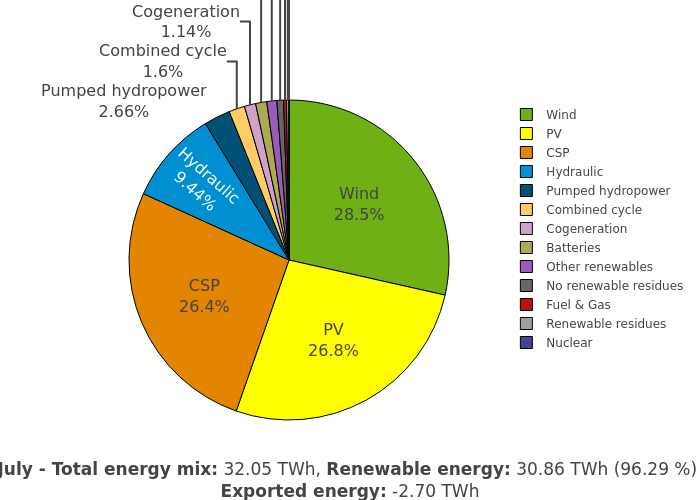 Cogeneration
1.14%
Combined cycle
1.6%
Pumped hydropower
2.66%
Hydraulic
9.44%
Wind
28.5%
CSP
26.4%
PV
26.8%
Wind
PV
CSP
Hydraulic
Pumped hydropower
Combined cycle
Cogeneration
Batteries
Other renewables
No renewable residues
Fuel & Gas
Renewable residues
Nuclear
July - Total energy mix: 32.05 TWh, Renewable energy: 30.86 TWh (96.29 %)
Exported energy: -2.70 TWh